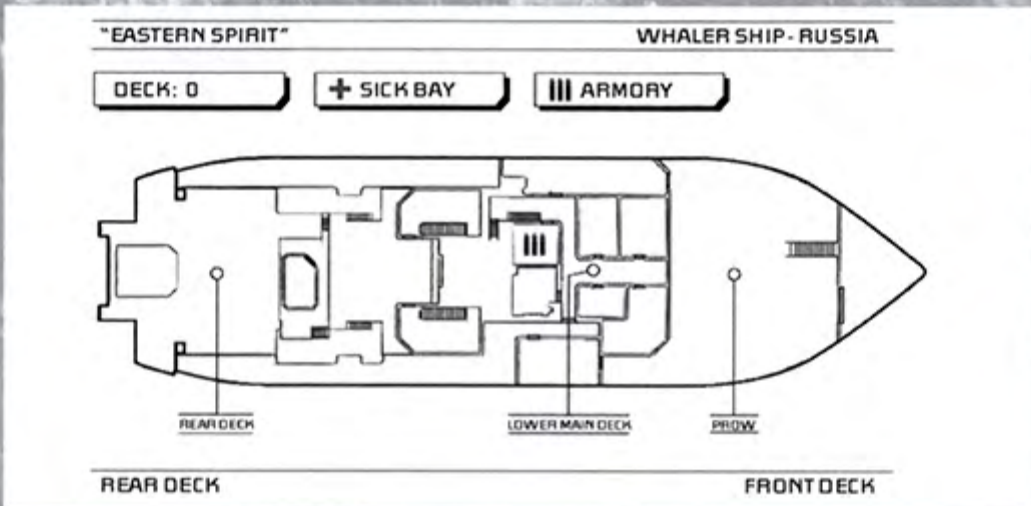 "EASTERN SPIRIT"
WHALER SHIP - RUSSIA
DECK: 0
SICK BAY
ARMORY
REAR DECK
LOWER MAIN DECK
PROW
REAR DECK
FRONT DECK